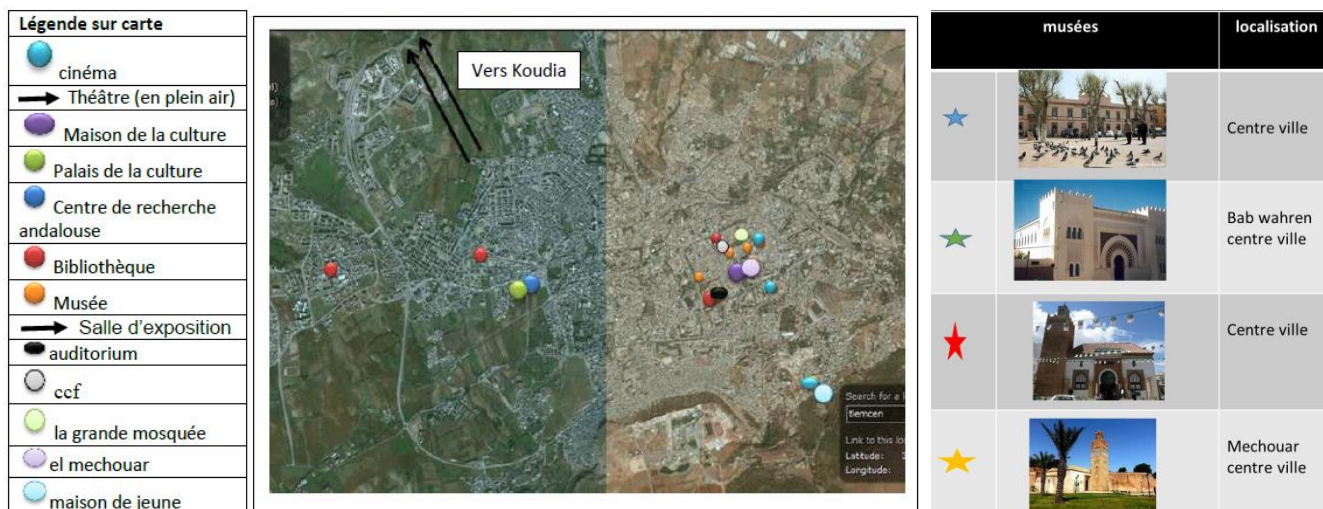 Légende sur carte
cinéma
Théâtre (en plein air)
Maison de la culture
Palais de la culture
Centre de recherche
andalouse
Bibliothèque
Musée
Salle d'exposition
auditorium
ccf
la grande mosquée
el mechouar
maison de jeune
Vers Koudia
Search for a
tlemcen
Link to this
Latitude:
Longitude:
musées
localisation
Centre ville
Bab wahren
centre ville
Centre ville
Mechouar
centre ville